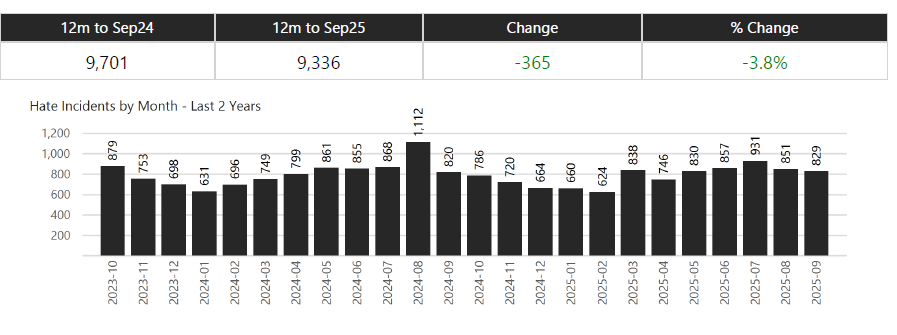 12m to Sep24 12m to Sep25 Change % Change
9,701 9,336 -365 -3.8%
Hate Incidents by Month - Last 2 Years
1,200
1,000
800
600
400
200
879 753 698 631 696 749 799 861 855 868 1,112 820 786 720 664 660 624 838 746 830 857 931 851 829
2023-10 2023-11 2023-12 2024-01 2024-02 2024-03 2024-04 2024-05 2024-06 2024-07 2024-08 2024-09 2024-10 2024-11 2024-12 2025-01 2025-02 2025-03 2025-04 2025-05 2025-06 2025-07 2025-08 2025-09